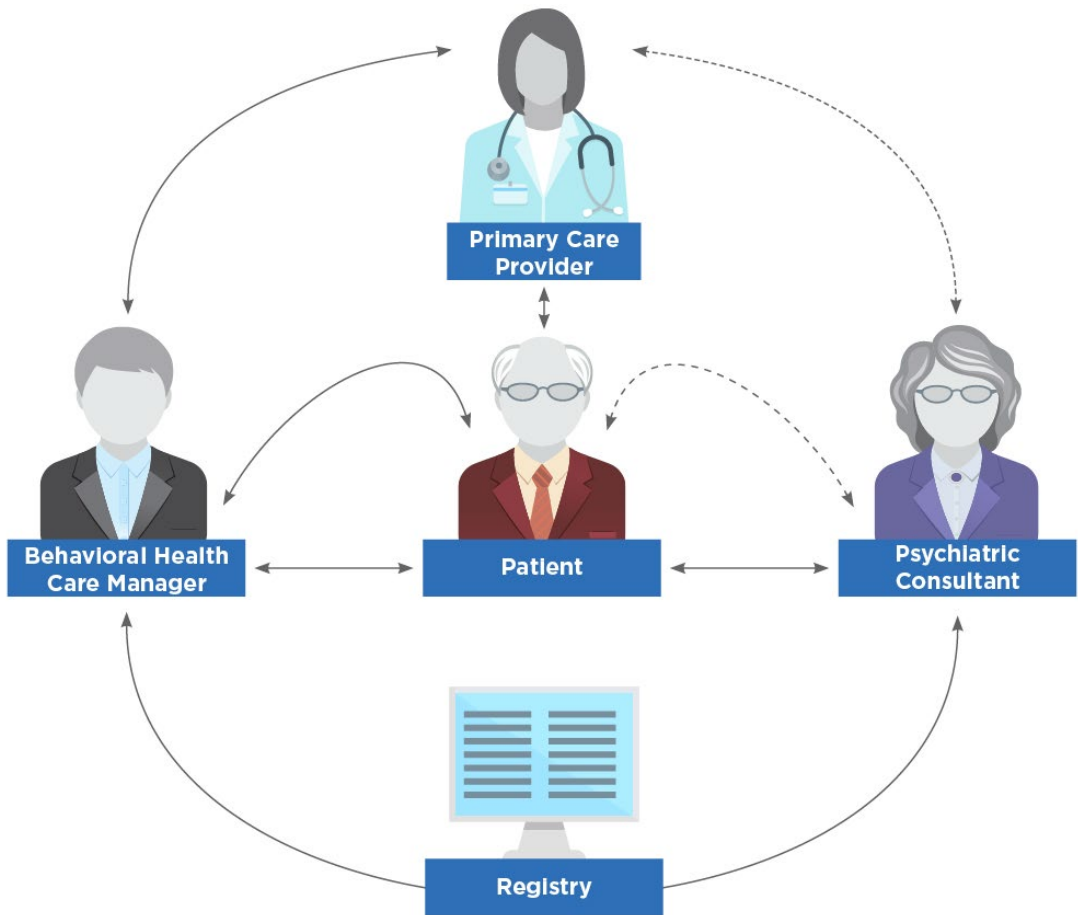 Primary Care
Provider
Behavioral Health
Care Manager
Patient
Psychiatric
Consultant
Registry